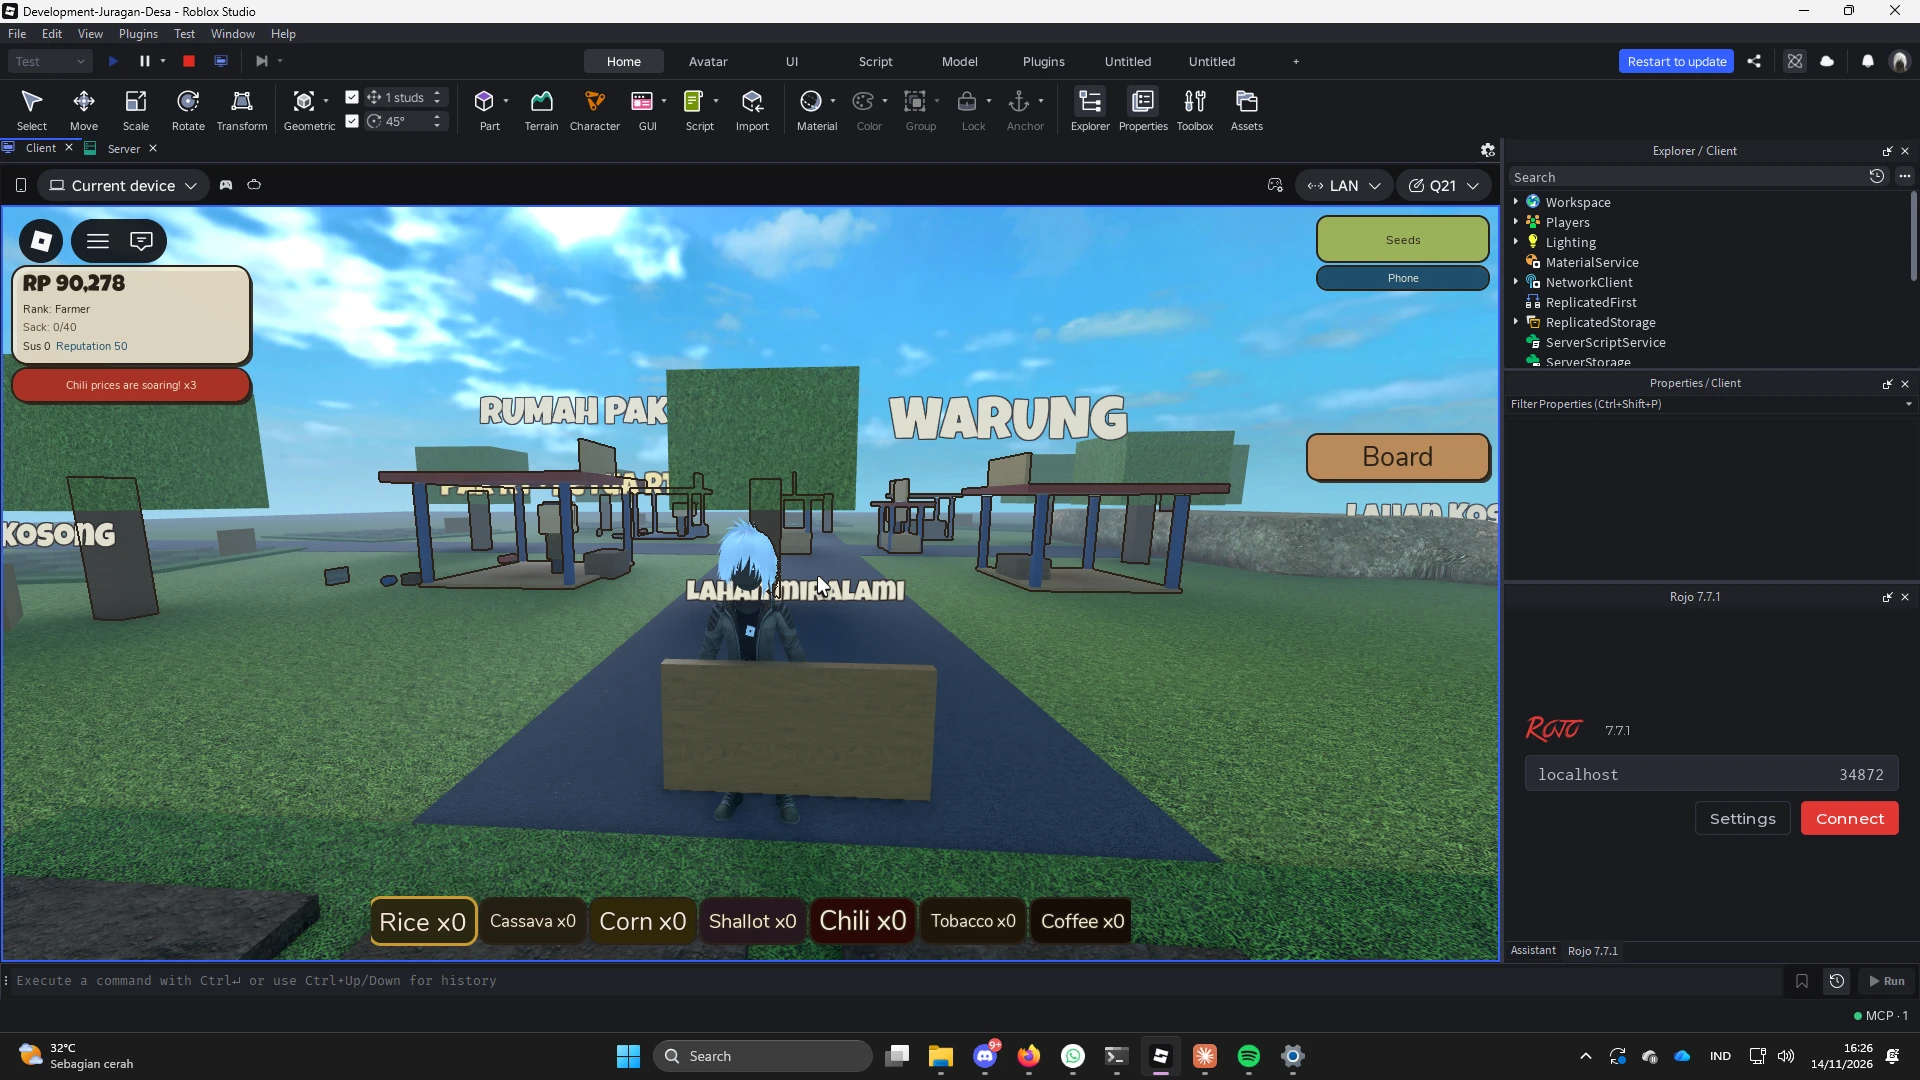 Development-Juragan-Desa - Roblox Studio
File Edit View Plugins Test Window Help
Test
Home Avatar UI Script Model Plugins Untitled Untitled +
Restart to update
1 studs
45°
Select Move Scale Rotate Transform Geometric Part Terrain Character GUI Script Import Material Color Group Lock Anchor Explorer Properties Toolbox Assets
Client Server
Current device
LAN
Q21
RP 90,278
Rank: Farmer
Sack: 0/40
Sus 0 Reputation 50
Chili prices are soaring! x3
Seeds
Phone
Board
RUMAH PAK
WARUNG
KOSONG
LAHAN KOS
Rice x0
Cassava x0
Corn x0
Shallot x0
Chili x0
Tobacco x0
Coffee x0
Explorer / Client
Search
Workspace
Players
Lighting
MaterialService
NetworkClient
ReplicatedFirst
ReplicatedStorage
ServerScriptService
ServerStorage
Properties / Client
Filter Properties (Ctrl+Shift+P)
Rojo 7.7.1
ROJO 7.7.1
localhost 34872
Settings
Connect
Assistant Rojo 7.7.1
Execute a command with Ctrl↵ or use Ctrl+Up/Down for history
Run
MCP · 1
32°C
Sebagian cerah
Search
9+
IND
16:26
14/11/2026